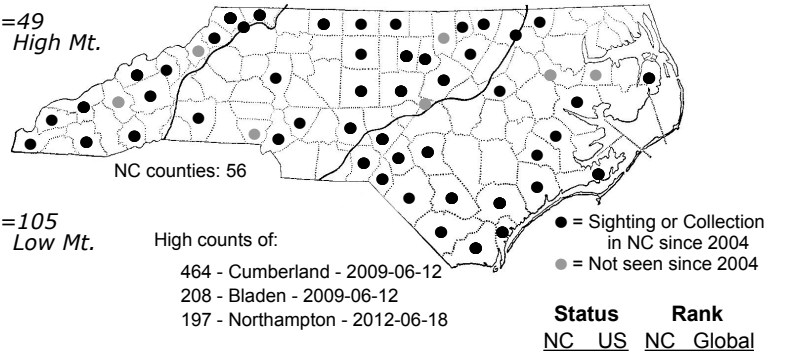 =49
High Mt.
NC counties: 56
=105
Low Mt.
High counts of:
464 - Cumberland - 2009-06-12
208 - Bladen - 2009-06-12
197 - Northampton - 2012-06-18
= Sighting or Collection
in NC since 2004
= Not seen since 2004
Status Rank
NC US NC Global